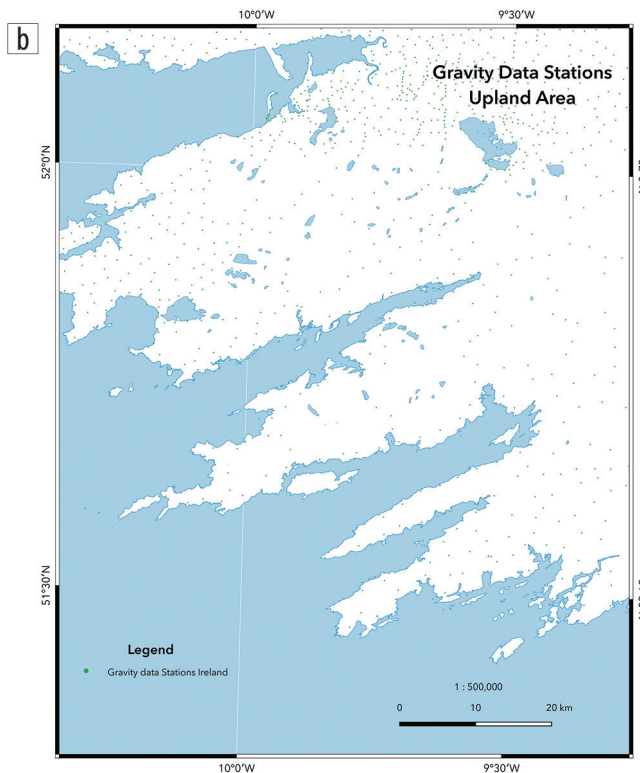 b
10°0'W
9°30'W
Gravity Data Stations
Upland Area
52°0'N
51°30'N
Legend
Gravity data Stations Ireland
1 : 500,000
0
10
20 km
10°0'W
9°30'W